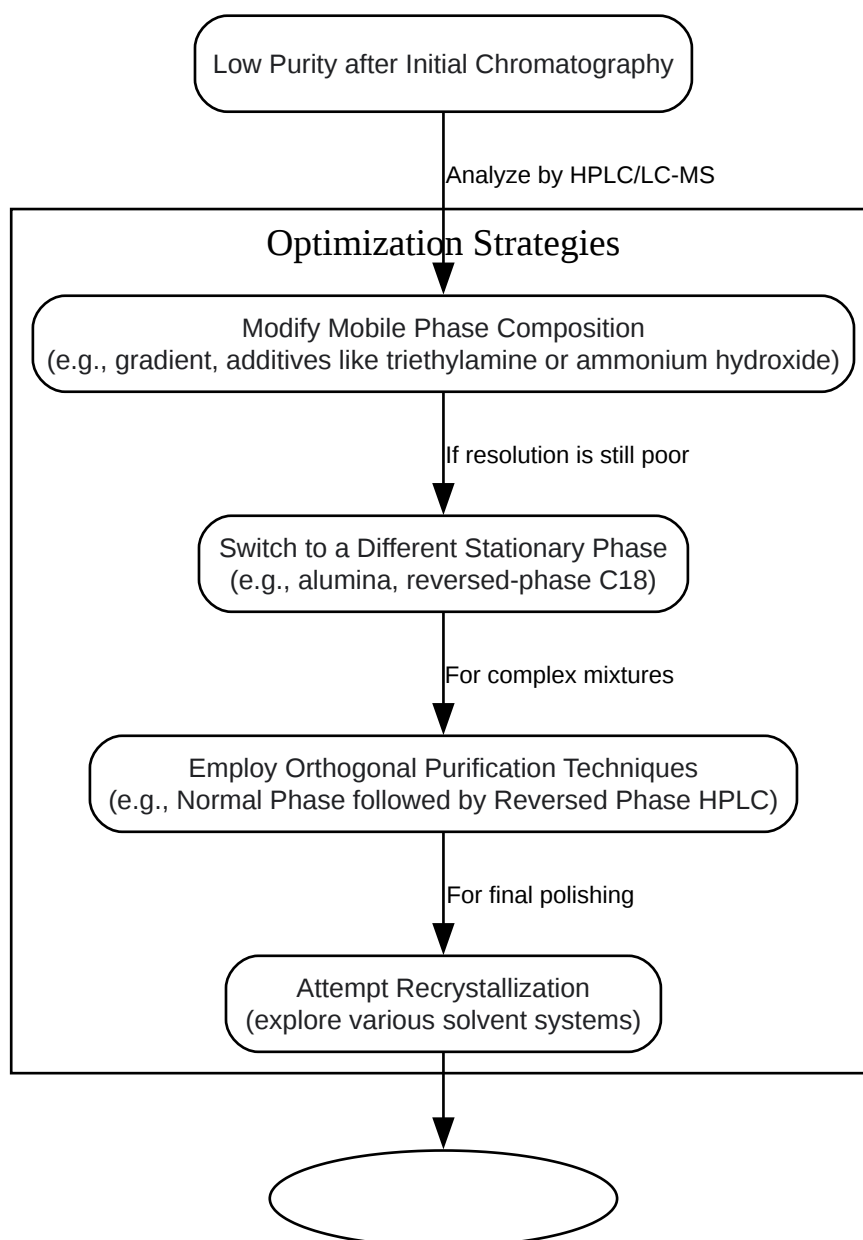 Low Purity after Initial Chromatography
Analyze by HPLC/LC-MS
Optimization Strategies
Modify Mobile Phase Composition
(e.g., gradient, additives like triethylamine or ammonium hydroxide)
If resolution is still poor
Switch to a Different Stationary Phase
(e.g., alumina, reversed-phase C18)
For complex mixtures
Employ Orthogonal Purification Techniques
(e.g., Normal Phase followed by Reversed Phase HPLC)
For final polishing
Attempt Recrystallization
(explore various solvent systems)